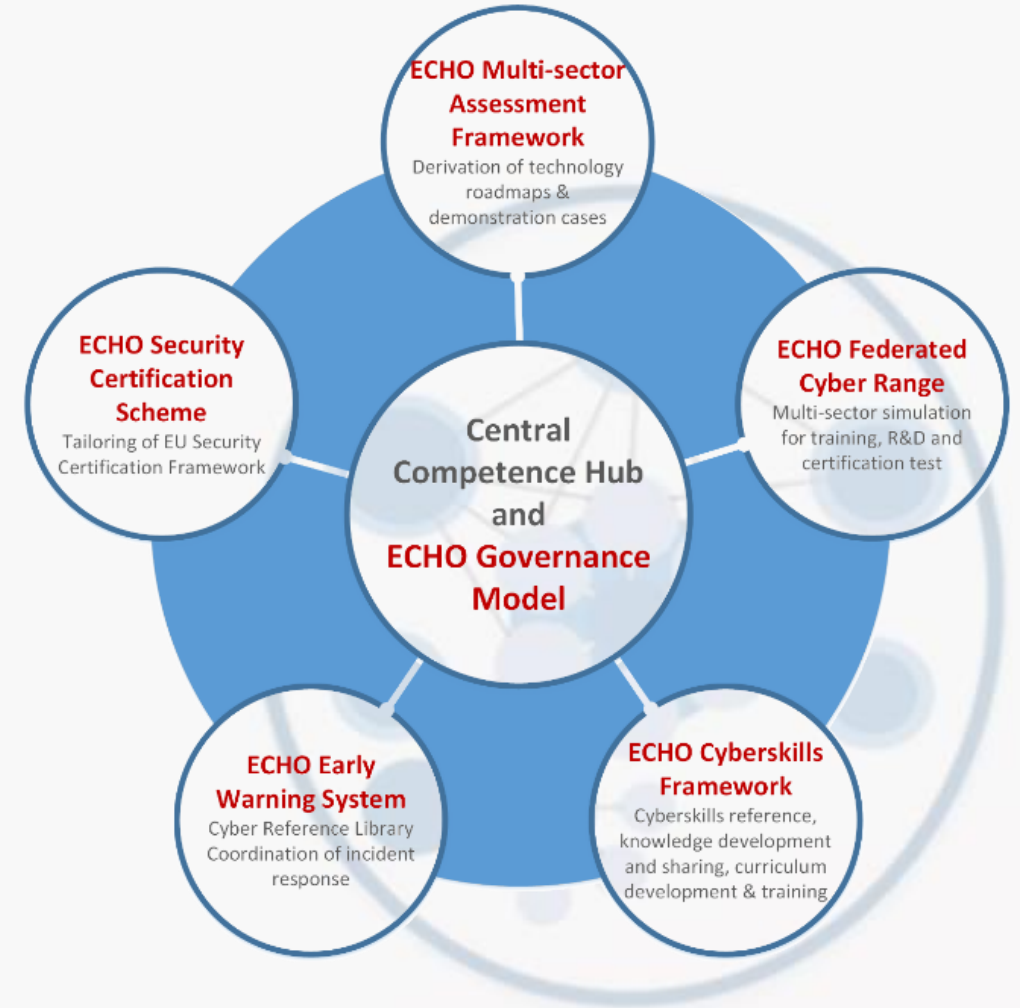 ECHO Multi-sector
Assessment
Framework
Derivation of technology
roadmaps &
demonstration cases
ECHO Security
Certification
Scheme
Tailoring of EU Security
Certification Framework
ECHO Federated
Cyber Range
Multi-sector simulation
for training, R&D and
certification test
Central
Competence Hub
and
ECHO Governance
Model
ECHO Early
Warning System
Cyber Reference Library
Coordination of incident
response
ECHO Cyberskills
Framework
Cyberskills reference,
knowledge development
and sharing, curriculum
development & training